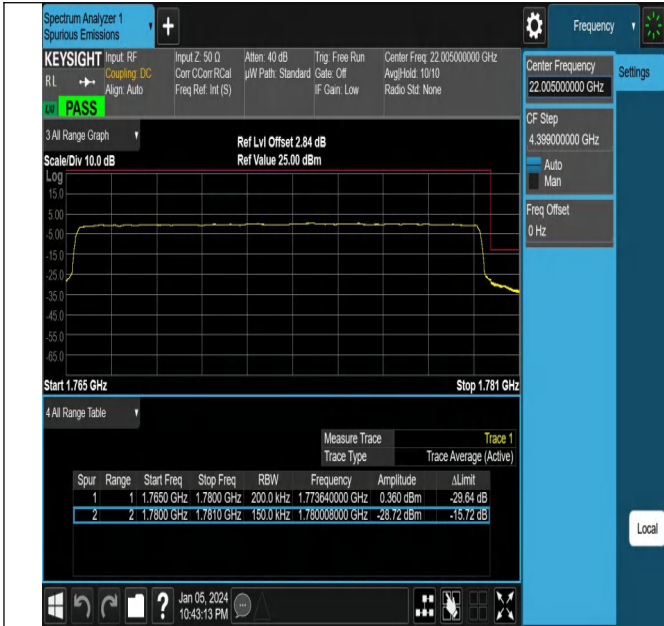 Spectrum Analyzer 1
Spurious Emissions
Frequency
KEYSIGHT
RL
PASS
Input: RF
Coupling: DC
Align: Auto
Input Z: 50 Ω
Corr CCorr RCal
Freq Ref: Int (S)
Atten: 40 dB
µW Path: Standard
Trig: Free Run
Gate: Off
IF Gain: Low
Center Freq: 22.005000000 GHz
Avg|Hold: 10/10
Radio Std: None
Center Frequency
22.005000000 GHz
Settings
CF Step
4.399000000 GHz
Auto
Man
Freq Offset
0 Hz
3 All Range Graph
Ref Lvl Offset 2.84 dB
Scale/Div 10.0 dB
Ref Value 25.00 dBm
Log
15.0
5.00
-5.00
-15.0
-25.0
-35.0
-45.0
-55.0
-65.0
Start 1.765 GHz
Stop 1.781 GHz
4 All Range Table
Measure Trace Trace 1
Trace Type Trace Average (Active)
Spur Range Start Freq Stop Freq RBW Frequency Amplitude ΔLimit
1 1 1.7650 GHz 1.7800 GHz 200.0 kHz 1.773640000 GHz 0.360 dBm -29.64 dB
2 2 1.7800 GHz 1.7810 GHz 150.0 kHz 1.780008000 GHz -28.72 dBm -15.72 dB
Local
Jan 05, 2024
10:43:13 PM